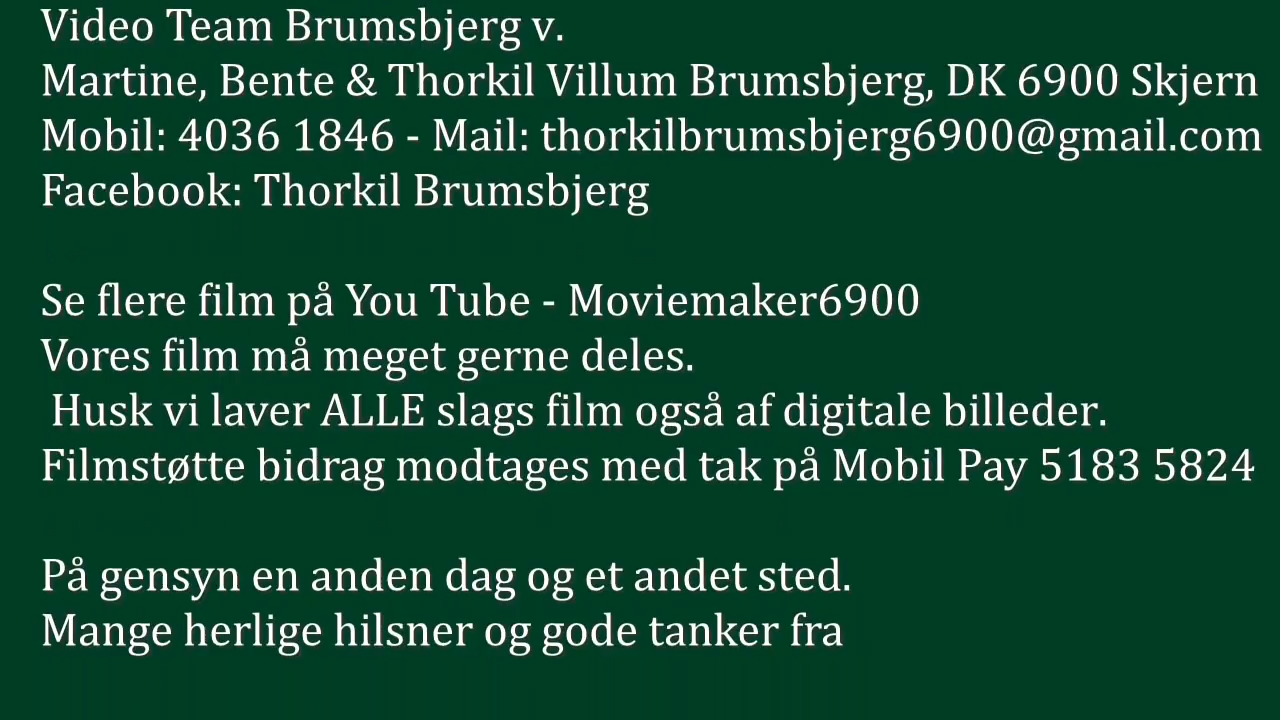 Video Team Brumsbjerg v.
Martine, Bente & Thorkil Villum Brumsbjerg, DK 6900 Skjern
Mobil: 4036 1846 - Mail: thorkilbrumsbjerg6900@gmail.com
Facebook: Thorkil Brumsbjerg
Se flere film på You Tube - Moviemaker6900
Vores film må meget gerne deles.
Husk vi laver ALLE slags film også af digitale billeder.
Filmstøtte bidrag modtages med tak på Mobil Pay 5183 5824
På gensyn en anden dag og et andet sted.
Mange herlige hilsner og gode tanker fra